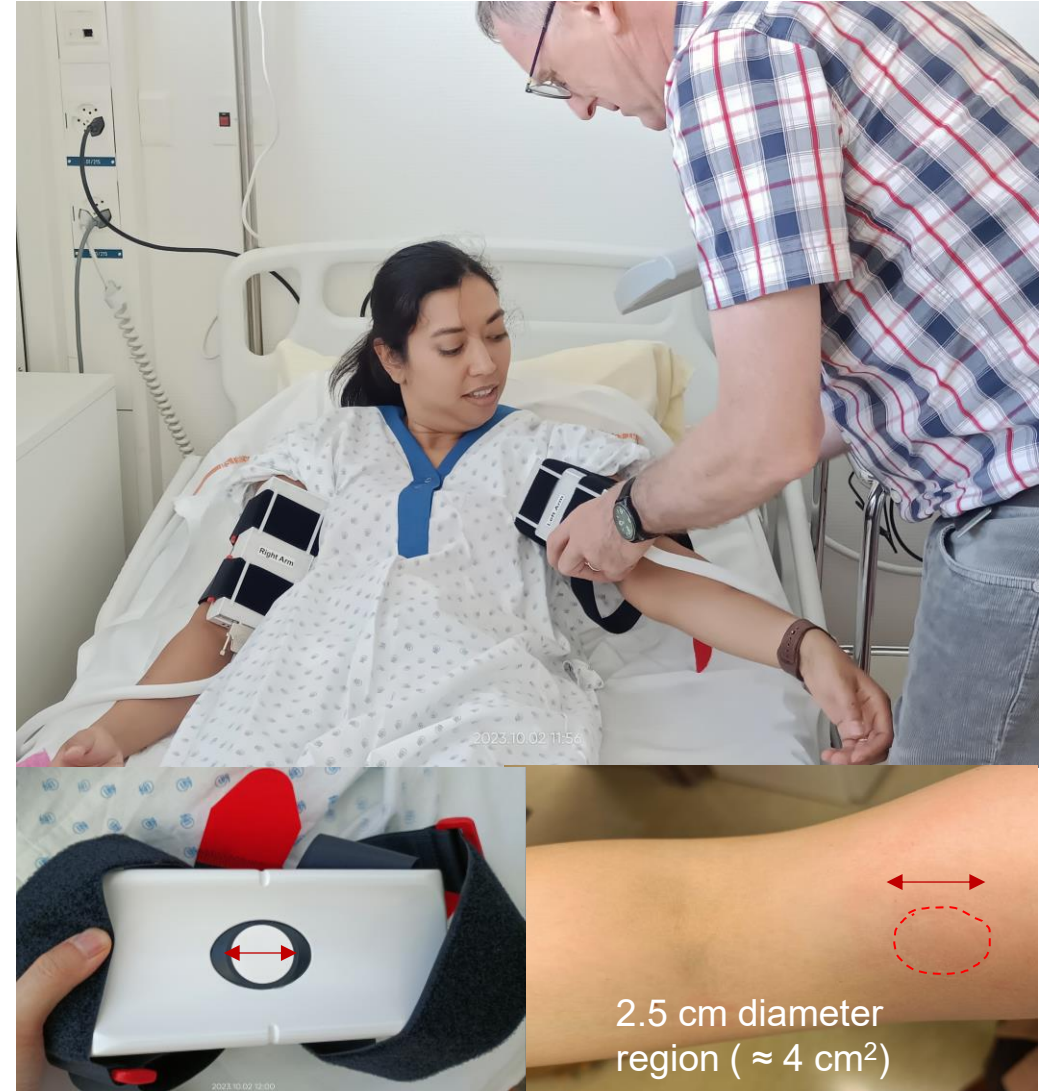 Right Arm
Left Arm
2023.10.02 11:56
2023.10.02 12:00
2.5 cm diameter
region ( ≈ 4 cm²)